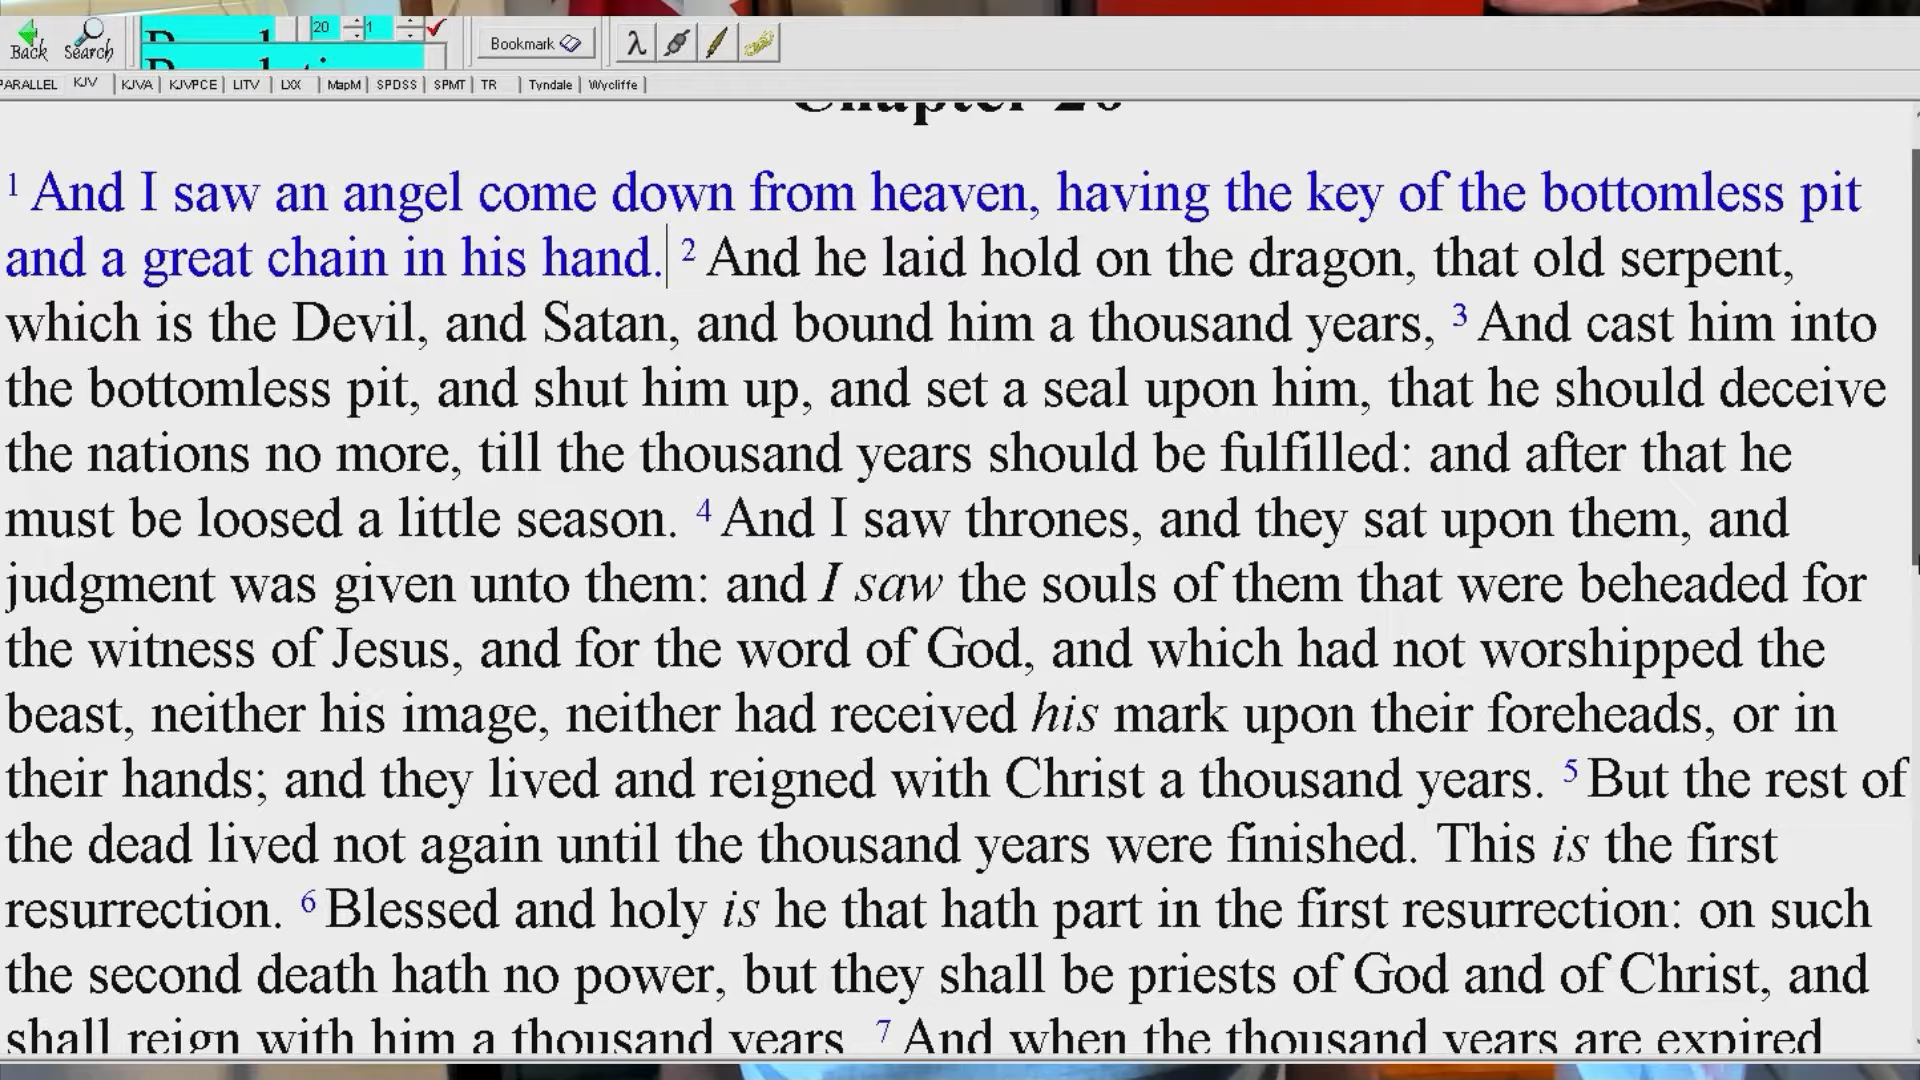 20 1
Back Search Bookmark λ
PARALLEL KJV KJVA KJVPCE LITV LXX MapM SPDSS SPMT TR Tyndale Wycliffe
Chapter 20
1 And I saw an angel come down from heaven, having the key of the bottomless pit
and a great chain in his hand. 2 And he laid hold on the dragon, that old serpent,
which is the Devil, and Satan, and bound him a thousand years, 3 And cast him into
the bottomless pit, and shut him up, and set a seal upon him, that he should deceive
the nations no more, till the thousand years should be fulfilled: and after that he
must be loosed a little season. 4 And I saw thrones, and they sat upon them, and
judgment was given unto them: and I saw the souls of them that were beheaded for
the witness of Jesus, and for the word of God, and which had not worshipped the
beast, neither his image, neither had received his mark upon their foreheads, or in
their hands; and they lived and reigned with Christ a thousand years. 5 But the rest of
the dead lived not again until the thousand years were finished. This is the first
resurrection. 6 Blessed and holy is he that hath part in the first resurrection: on such
the second death hath no power, but they shall be priests of God and of Christ, and
shall reign with him a thousand years. 7 And when the thousand years are expired